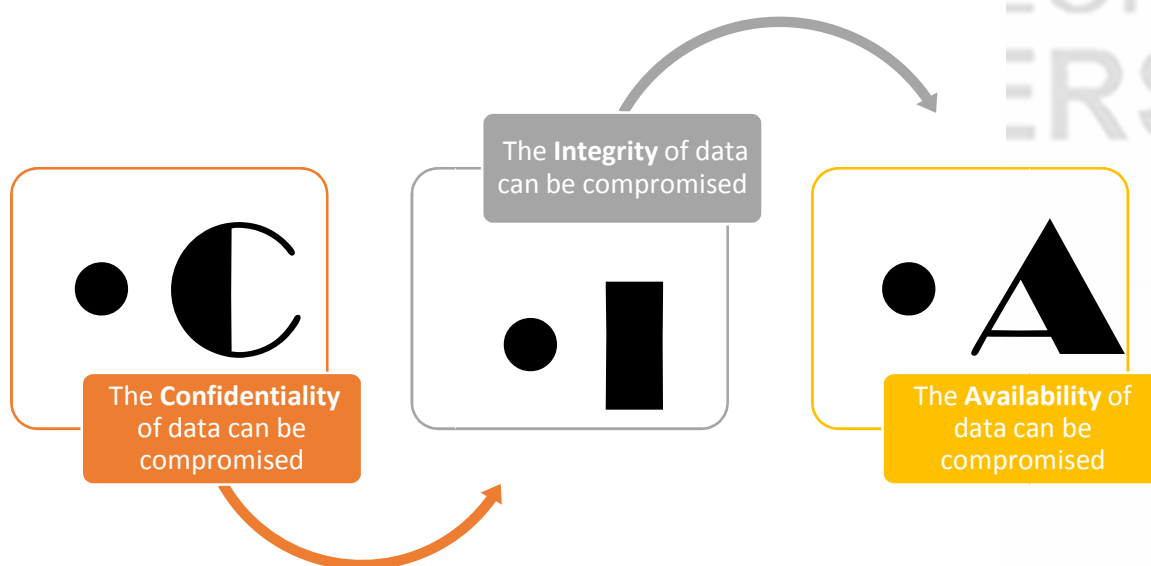 • C
The Confidentiality
of data can be
compromised
The Integrity of data
can be compromised
• I
• A
The Availability of
data can be
compromised
ERS